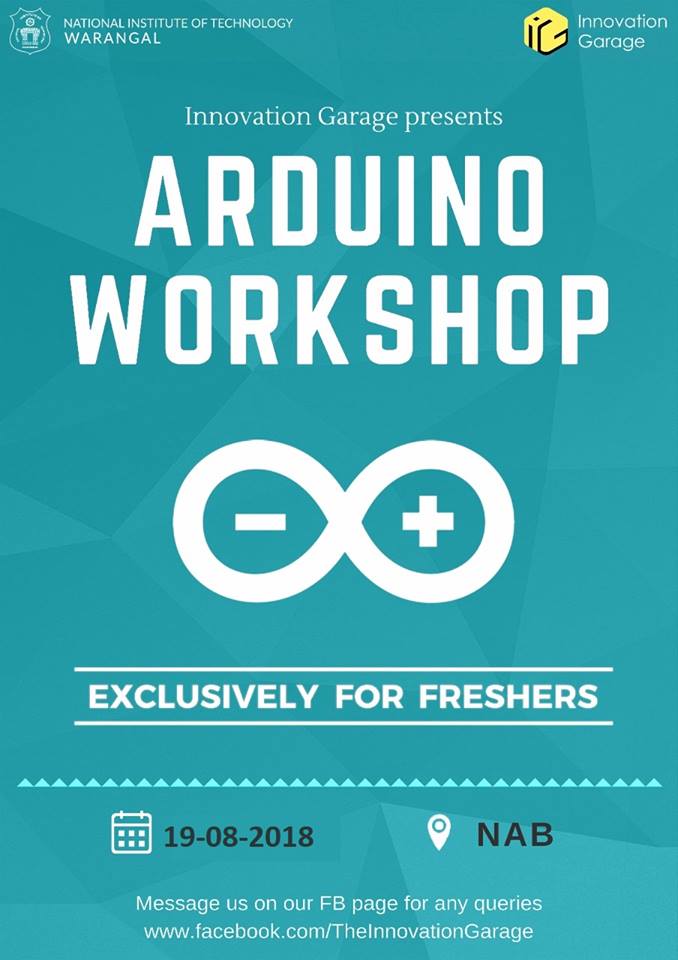 NATIONAL INSTITUTE OF TECHNOLOGY
WARANGAL
Innovation
Garage
Innovation Garage presents
ARDUINO
WORKSHOP
- +
EXCLUSIVELY FOR FRESHERS
19-08-2018
NAB
Message us on our FB page for any queries
www.facebook.com/TheInnovationGarage